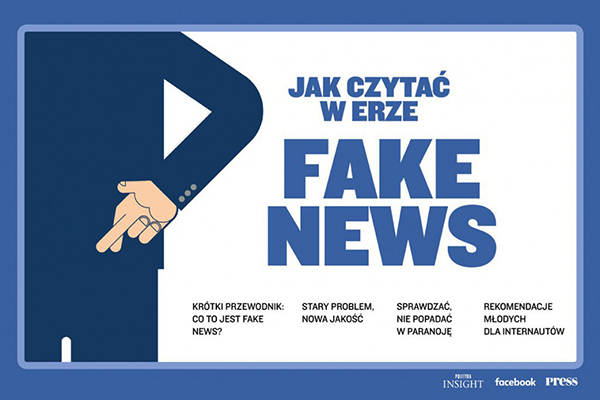 JAK CZYTAĆ
W ERZE
FAKE
NEWS
KRÓTKI PRZEWODNIK:
CO TO JEST FAKE
NEWS?
STARY PROBLEM,
NOWA JAKOŚĆ
SPRAWDZAĆ,
NIE POPADAĆ
W PARANOJĘ
REKOMENDACJE
MŁODYCH
DLA INTERNAUTÓW
POLITYKA
INSIGHT
facebook
press